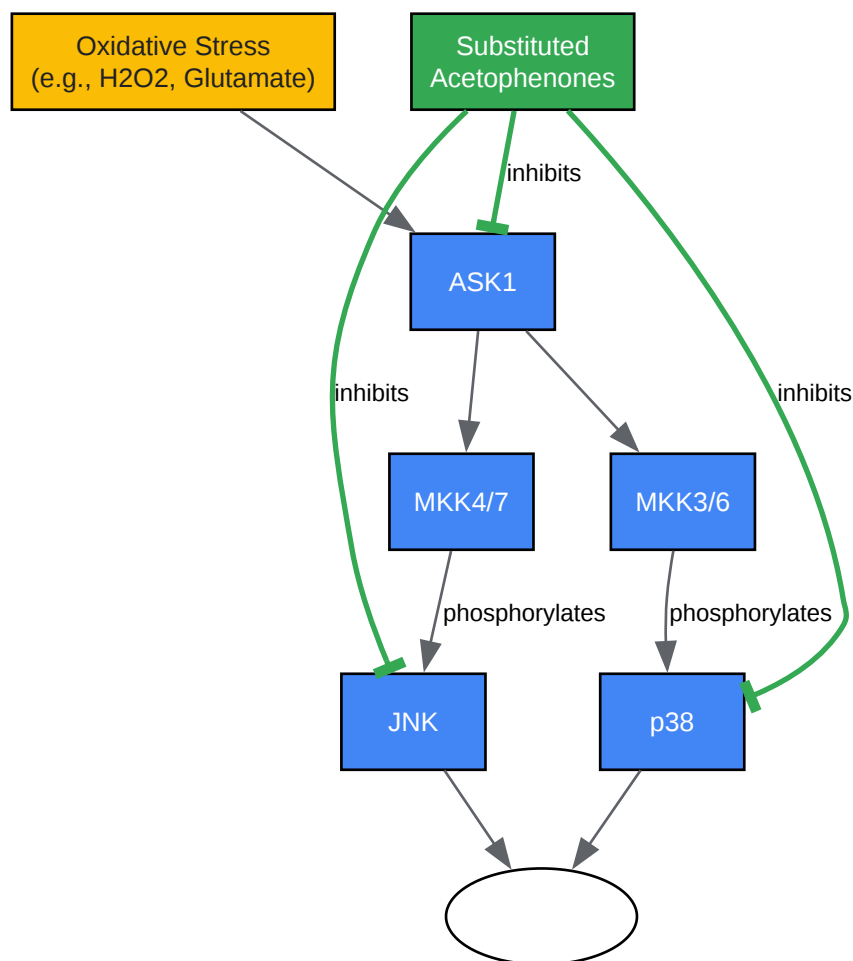 Oxidative Stress
(e.g., H2O2, Glutamate)
Substituted
Acetophenones
inhibits
ASK1
inhibits
inhibits
MKK4/7
MKK3/6
phosphorylates
phosphorylates
JNK
p38